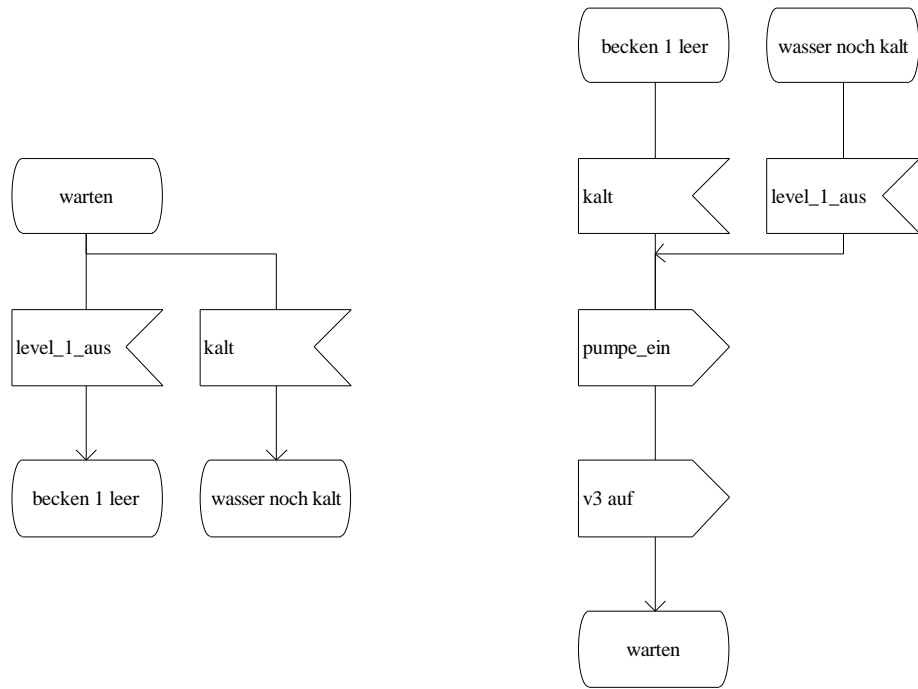 warten
level_1_aus
kalt
becken 1 leer
wasser noch kalt
becken 1 leer
wasser noch kalt
kalt
level_1_aus
pumpe_ein
v3 auf
warten